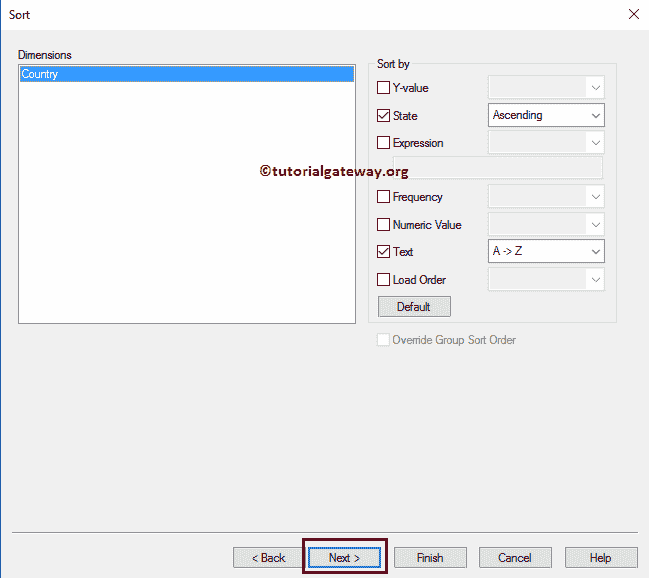 Sort
Dimensions
Country
Sort by
Y-value
State Ascending
Expression
©tutorialgateway.org
Frequency
Numeric Value
Text A -> Z
Load Order
Default
Override Group Sort Order
< Back Next > Finish Cancel Help